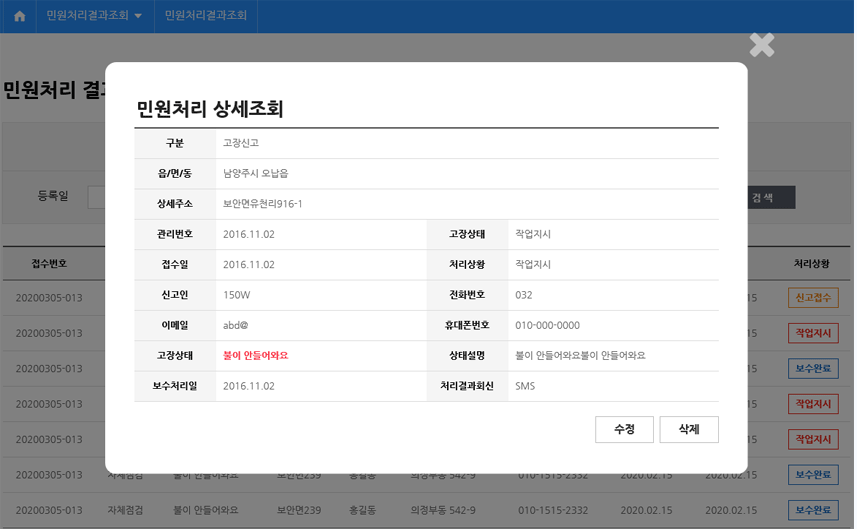 민원처리결과조회 민원처리결과조회
민원처리
민원처리 상세조회
구분 고장신고
읍/면/동 남양주시 오납읍
등록일 검 색
상세주소 보안면유천리916-1
관리번호 2016.11.02 고장상태 작업지시
접수번호 접수일 2016.11.02 처리상황 작업지시 처리상황
20200305-013 신고인 150W 전화번호 032 신고접수
20200305-013 이메일 abd@ 휴대폰번호 010-000-0000 작업지시
20200305-013 고장상태 불이 안들어와요 상태설명 불이 안들어와요불이 안들어와요 보수완료
보수처리일 2016.11.02 처리결과회신 SMS
20200305-013 작업지시
20200305-013 수정 삭제 작업지시
20200305-013 자체점검 불이 안들어와요 보안면239 홍길동 의정부동 542-9 010-1515-2332 2020.02.15 2020.02.15 보수완료
20200305-013 자체점검 불이 안들어와요 보안면239 홍길동 의정부동 542-9 010-1515-2332 2020.02.15 2020.02.15 보수완료